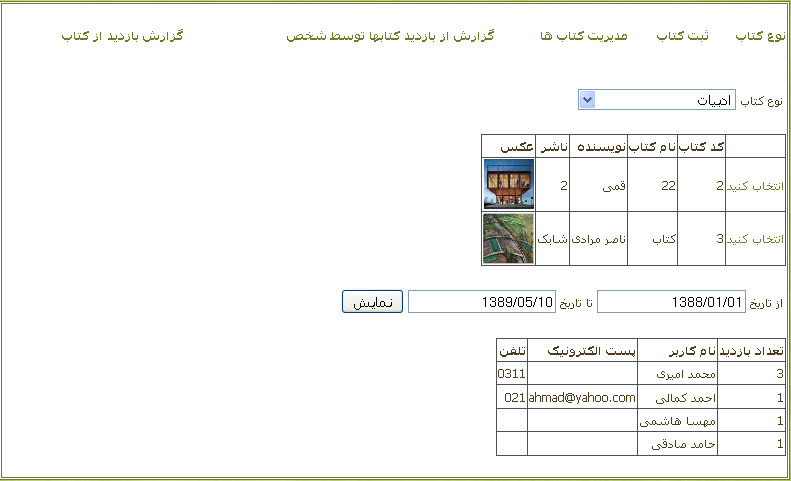 نوع کتاب ثبت کتاب مدیریت کتاب ها گزارش از بازدید کتابها توسط شخص گزارش بازدید از کتاب
نوع کتاب ادبیات
کد کتاب نام کتاب نویسنده ناشر عکس
انتخاب کنید 2 22 قمی 2
انتخاب کنید 3 کتاب ناصر مرادی شابک
از تاریخ 1388/01/01 تا تاریخ 1389/05/10 نمایش
تعداد بازدید نام کاربر پست الکترونیک تلفن
3 محمد امیری 0311
1 احمد کمالی ahmad@yahoo.com 021
1 مهسا هاشمی
1 حامد صادقی